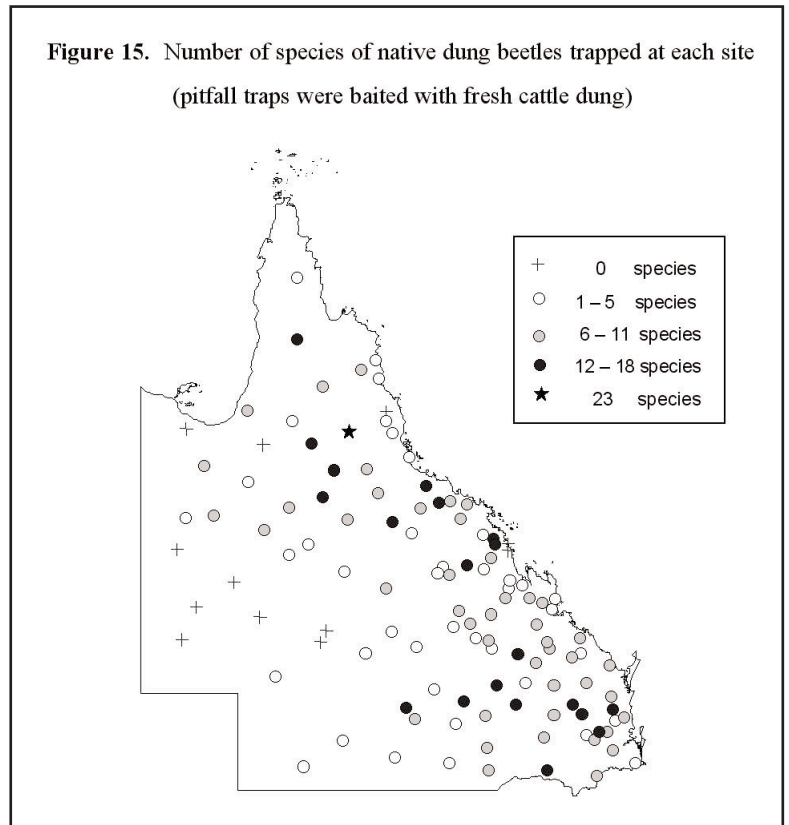 Figure 15. Number of species of native dung beetles trapped at each site
(pitfall traps were baited with fresh cattle dung)
0 species
1 – 5 species
6 – 11 species
12 – 18 species
23 species